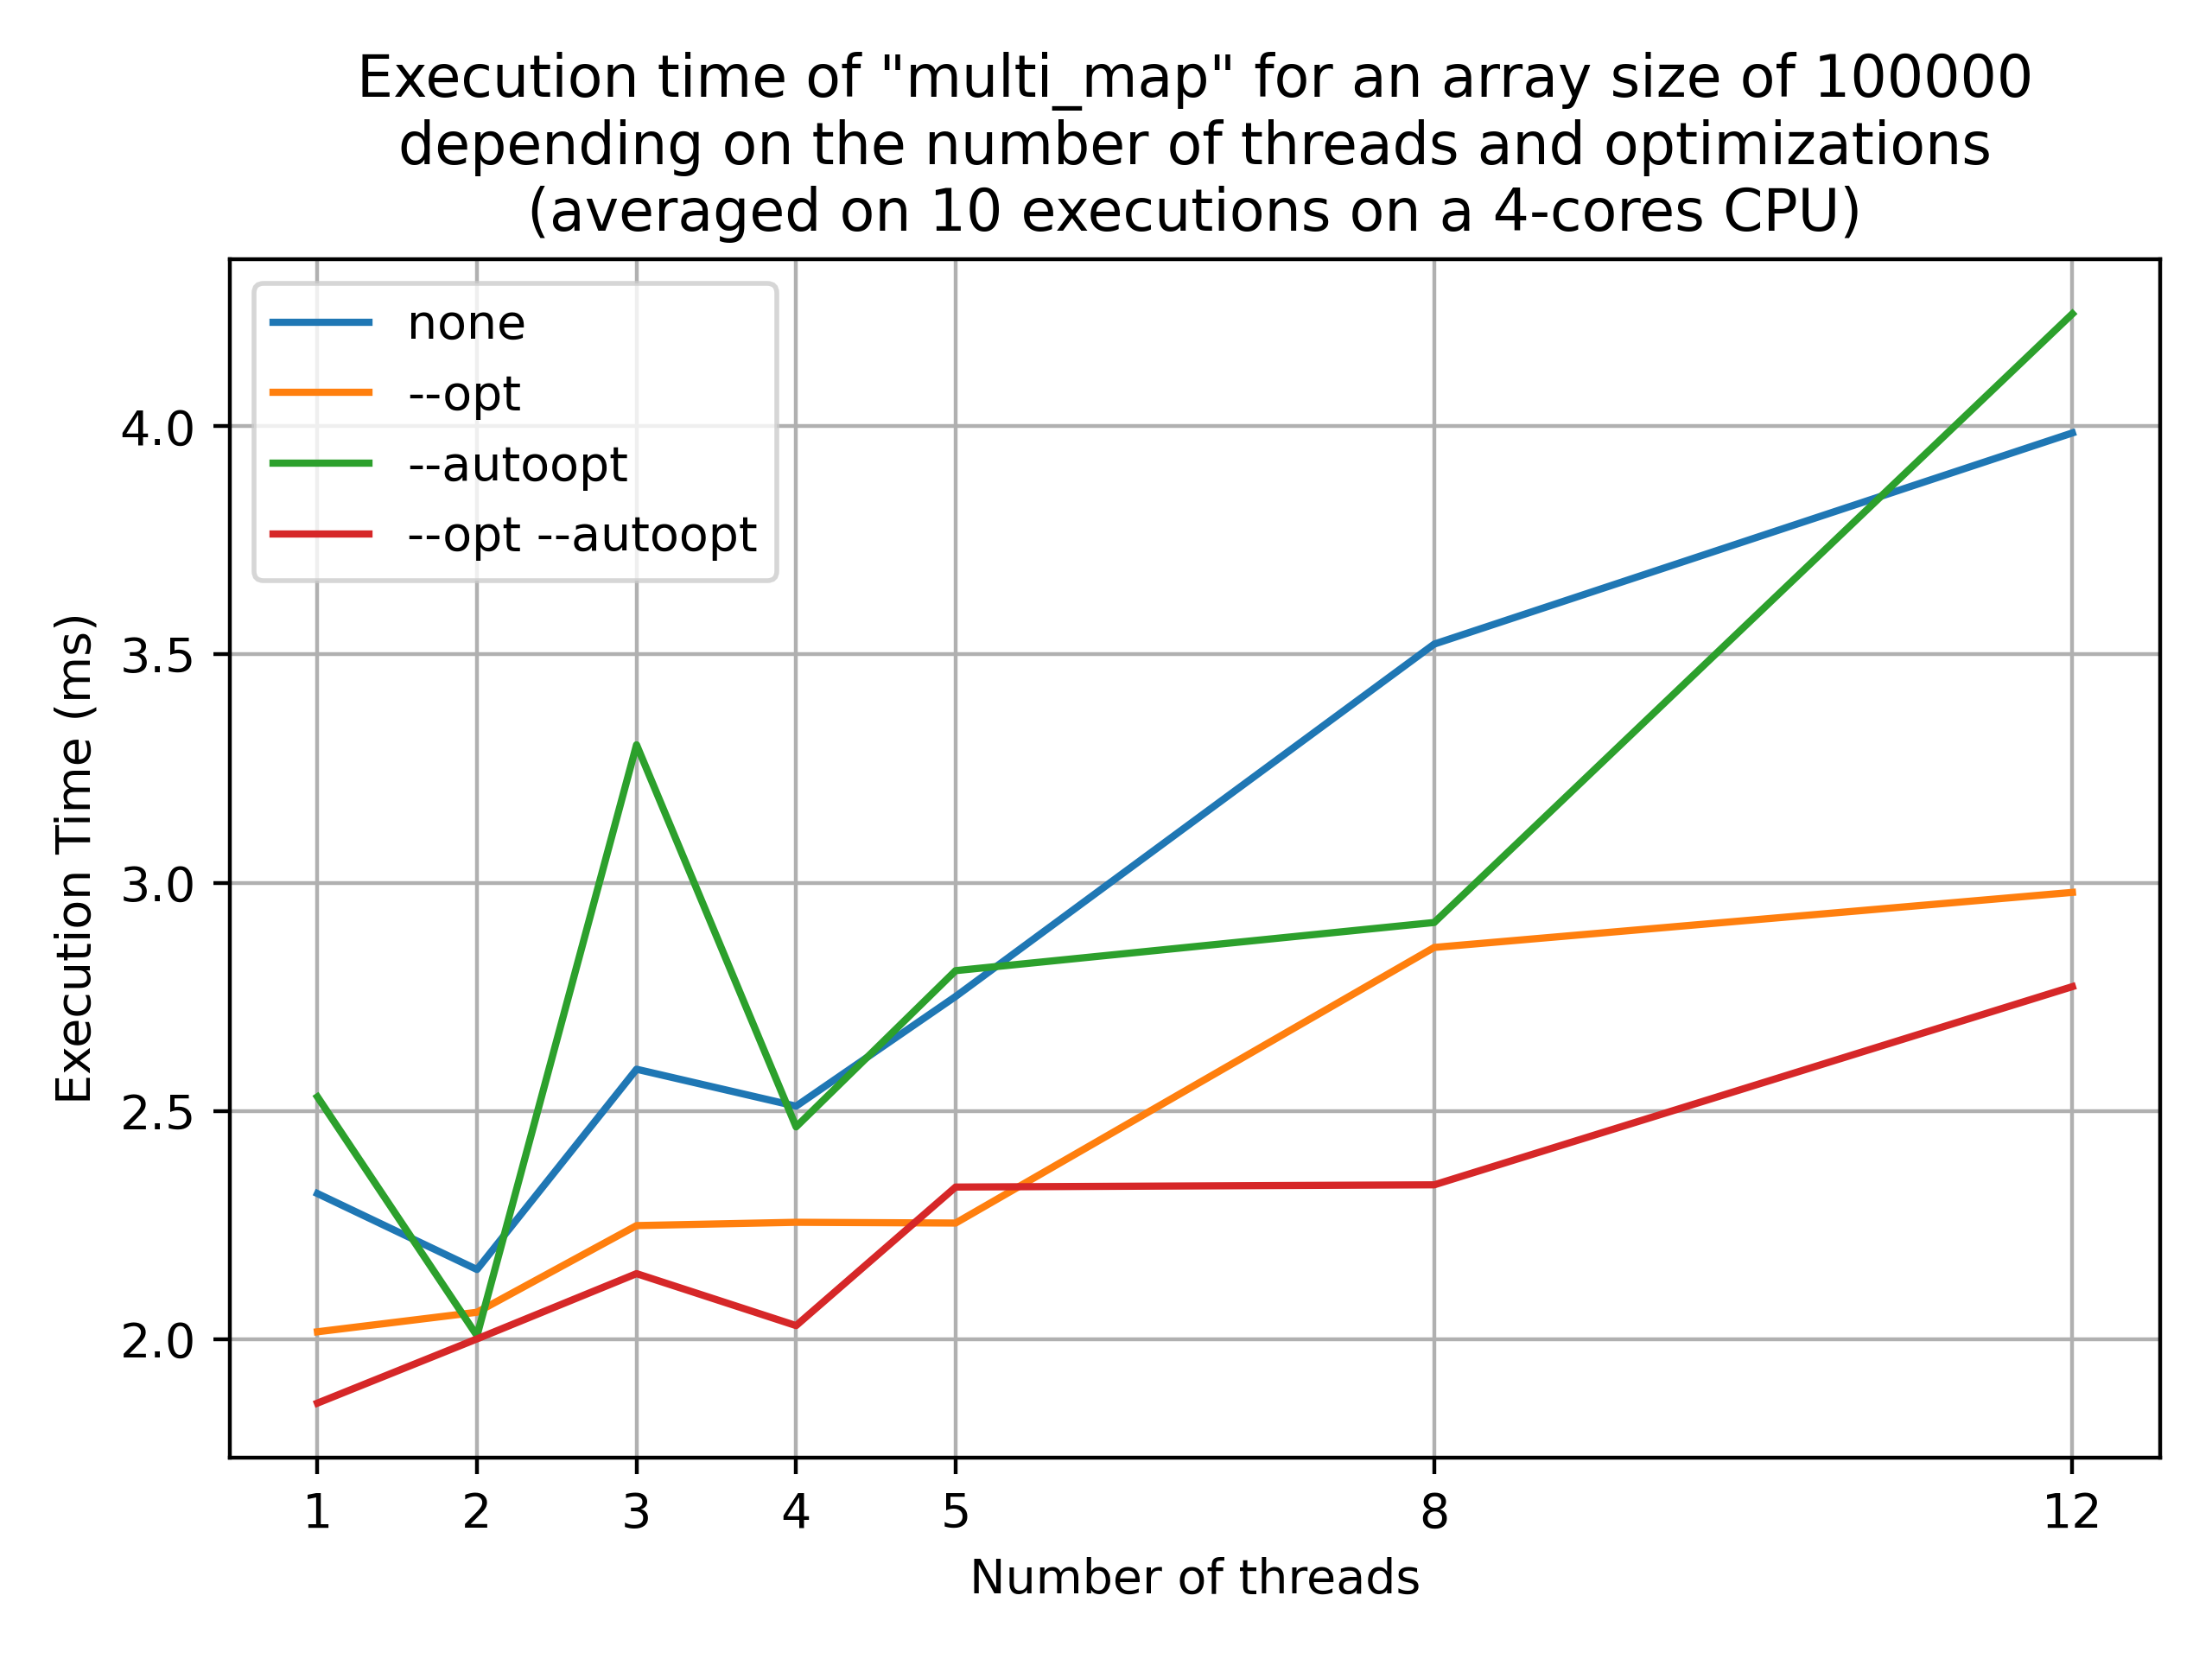 Execution time of "multi_map" for an array size of 100000
depending on the number of threads and optimizations
(averaged on 10 executions on a 4-cores CPU)
none
--opt
--autoopt
--opt --autoopt
Execution Time (ms)
4.0
3.5
3.0
2.5
2.0
1 2 3 4 5 8 12
Number of threads